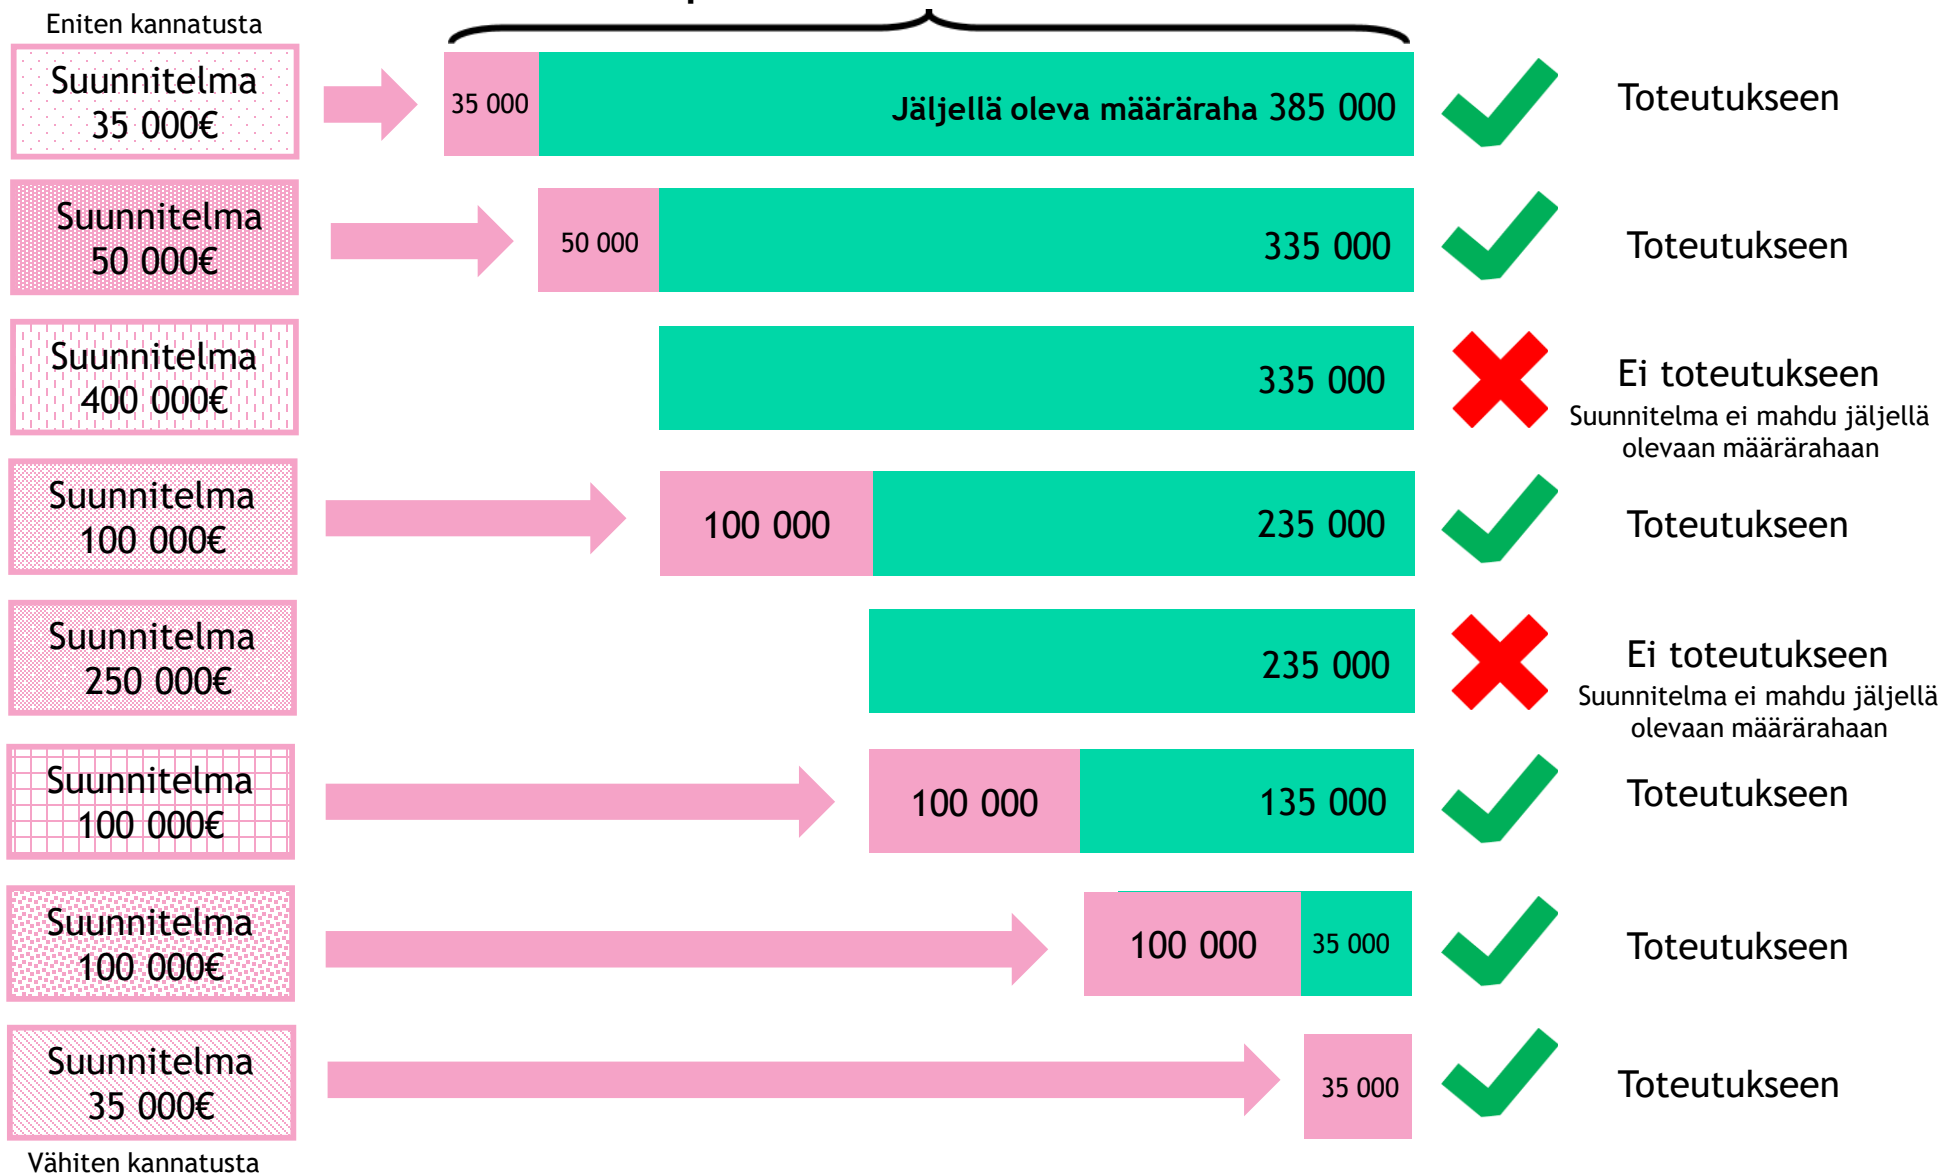 Eniten kannatusta
Suunnitelma
35 000€
35 000
Jäljellä oleva määräraha 385 000
Toteutukseen
Suunnitelma
50 000€
50 000
335 000
Toteutukseen
Suunnitelma
400 000€
335 000
Ei toteutukseen
Suunnitelma ei mahdu jäljellä
olevaan määrärahaan
Suunnitelma
100 000€
100 000
235 000
Toteutukseen
Suunnitelma
250 000€
235 000
Ei toteutukseen
Suunnitelma ei mahdu jäljellä
olevaan määrärahaan
Suunnitelma
100 000€
100 000
135 000
Toteutukseen
Suunnitelma
100 000€
100 000
35 000
Toteutukseen
Suunnitelma
35 000€
35 000
Toteutukseen
Vähiten kannatusta